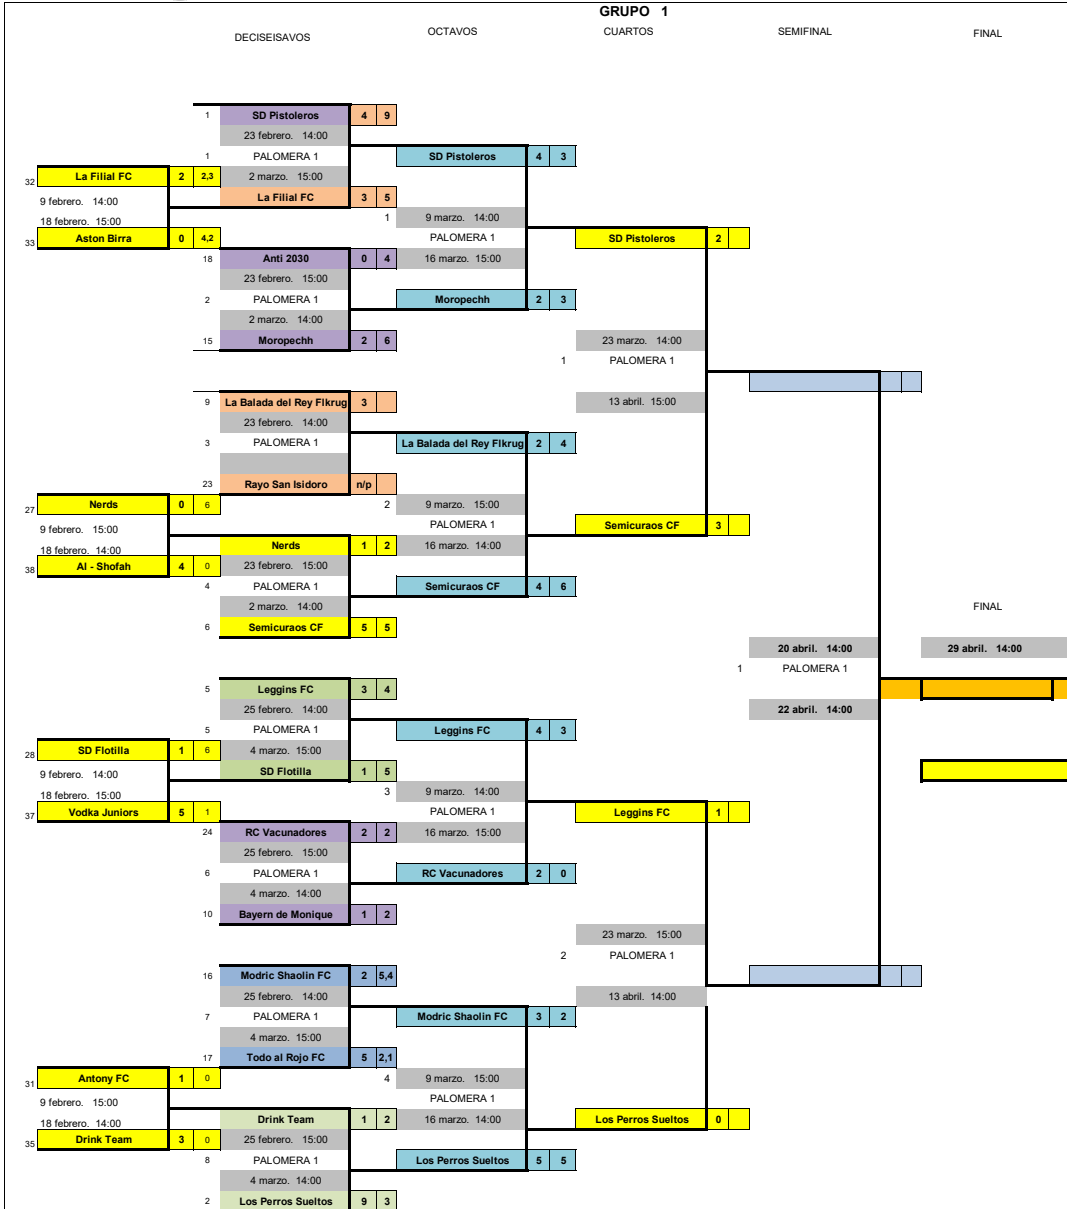 GRUPO 1
DECISEISAVOS OCTAVOS CUARTOS SEMIFINAL FINAL
1 SD Pistoleros 4 9
23 febrero. 14:00
1 PALOMERA 1 SD Pistoleros 4 3
32 La Filial FC 2 2,3 2 marzo. 15:00
9 febrero. 14:00 La Filial FC 3 5
18 febrero. 15:00 1 9 marzo. 14:00
33 Aston Birra 0 4,2 PALOMERA 1 SD Pistoleros 2
18 Anti 2030 0 4 16 marzo. 15:00
23 febrero. 15:00
2 PALOMERA 1 Moropechh 2 3
2 marzo. 14:00
15 Moropechh 2 6 23 marzo. 14:00
1 PALOMERA 1
9 La Balada del Rey Flkrug 3 13 abril. 15:00
23 febrero. 14:00
3 PALOMERA 1 La Balada del Rey Flkrug 2 4
23 Rayo San Isidoro n/p
27 Nerds 0 6 2 9 marzo. 15:00
9 febrero. 15:00 PALOMERA 1 Semicuraos CF 3
18 febrero. 14:00 Nerds 1 2 16 marzo. 14:00
38 Al - Shofah 4 0 23 febrero. 15:00
4 PALOMERA 1 Semicuraos CF 4 6
2 marzo. 14:00 FINAL
6 Semicuraos CF 5 5
20 abril. 14:00 29 abril. 14:00
1 PALOMERA 1
5 Leggins FC 3 4
25 febrero. 14:00 22 abril. 14:00
5 PALOMERA 1 Leggins FC 4 3
28 SD Flotilla 1 6 4 marzo. 15:00
9 febrero. 14:00 SD Flotilla 1 5
18 febrero. 15:00 3 9 marzo. 14:00
37 Vodka Juniors 5 1 PALOMERA 1 Leggins FC 1
24 RC Vacunadores 2 2 16 marzo. 15:00
25 febrero. 15:00
6 PALOMERA 1 RC Vacunadores 2 0
4 marzo. 14:00
10 Bayern de Monique 1 2
23 marzo. 15:00
2 PALOMERA 1
16 Modric Shaolin FC 2 5,4
25 febrero. 14:00 13 abril. 14:00
7 PALOMERA 1 Modric Shaolin FC 3 2
4 marzo. 15:00
17 Todo al Rojo FC 5 2,1
31 Antony FC 1 0 4 9 marzo. 15:00
9 febrero. 15:00 PALOMERA 1
18 febrero. 14:00 Drink Team 1 2 16 marzo. 14:00 Los Perros Sueltos 0
35 Drink Team 3 0 25 febrero. 15:00
8 PALOMERA 1 Los Perros Sueltos 5 5
4 marzo. 14:00
2 Los Perros Sueltos 9 3